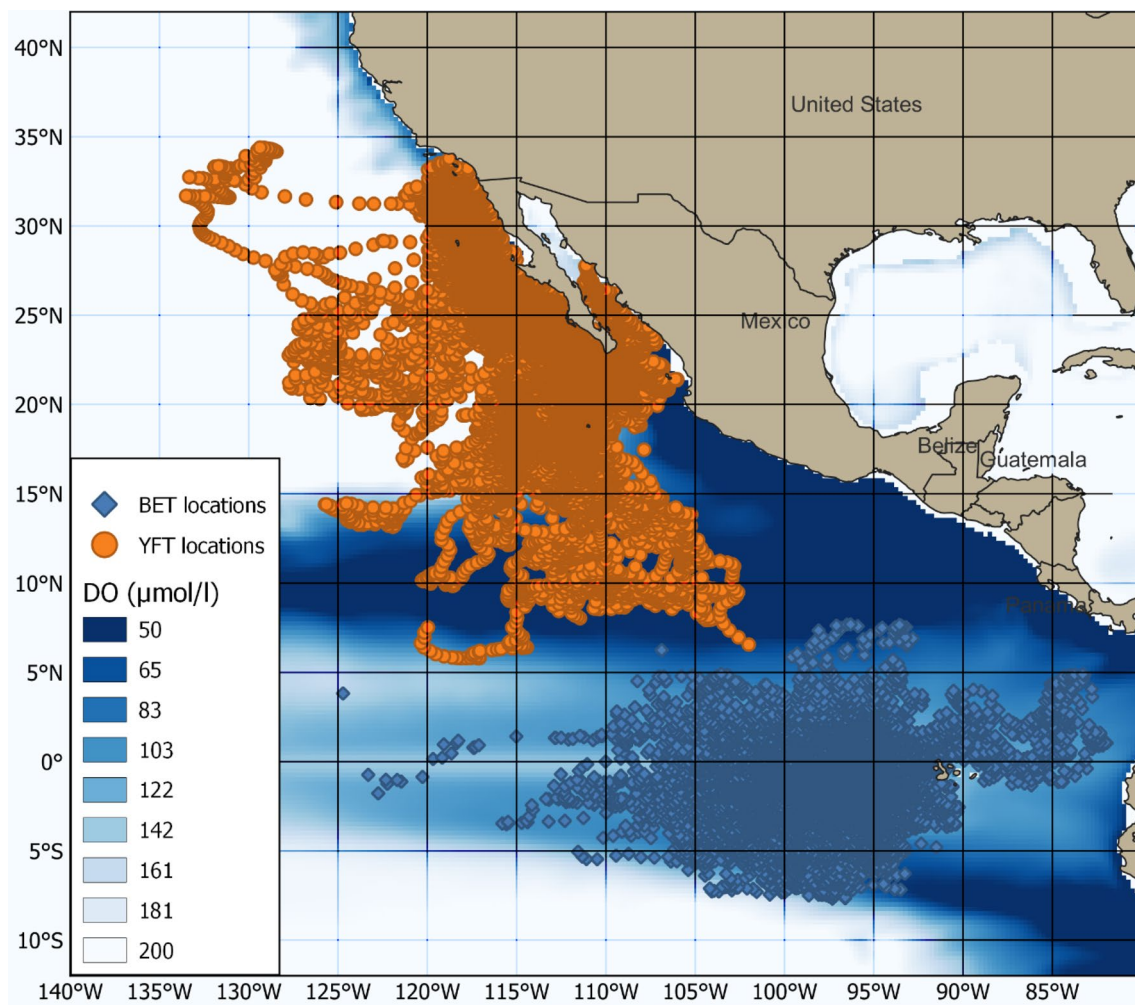 40°N
35°N
30°N
25°N
20°N
15°N
10°N
5°N
0°
5°S
10°S
United States
Mexico
Belize
Guatemala
Panama
BET locations
YFT locations
DO (µmol/l)
50
65
83
103
122
142
161
181
200
140°W 135°W 130°W 125°W 120°W 115°W 110°W 105°W 100°W 95°W 90°W 85°W